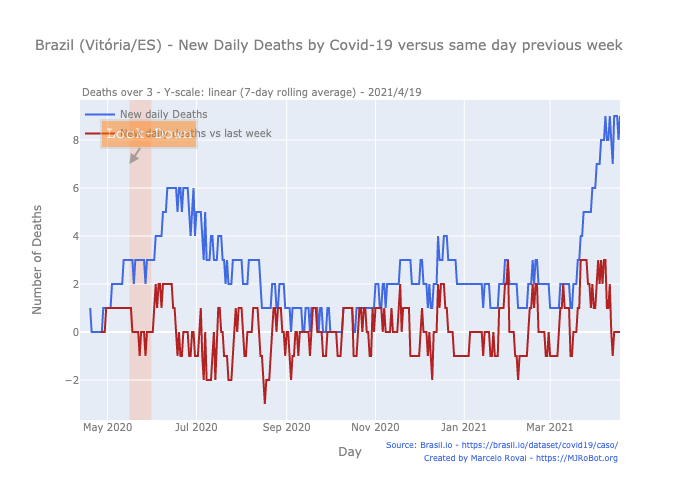 Brazil (Vitória/ES) - New Daily Deaths by Covid-19 versus same day previous week
Deaths over 3 - Y-scale: linear (7-day rolling average) - 2021/4/19
New daily Deaths
New daily Deaths vs last week
Lock Down
8
6
4
2
0
−2
Number of Deaths
May 2020
Jul 2020
Sep 2020
Nov 2020
Jan 2021
Mar 2021
Day
Source: Brasil.io - https://brasil.io/dataset/covid19/caso/
Created by Marcelo Rovai - https://MJRoBot.org